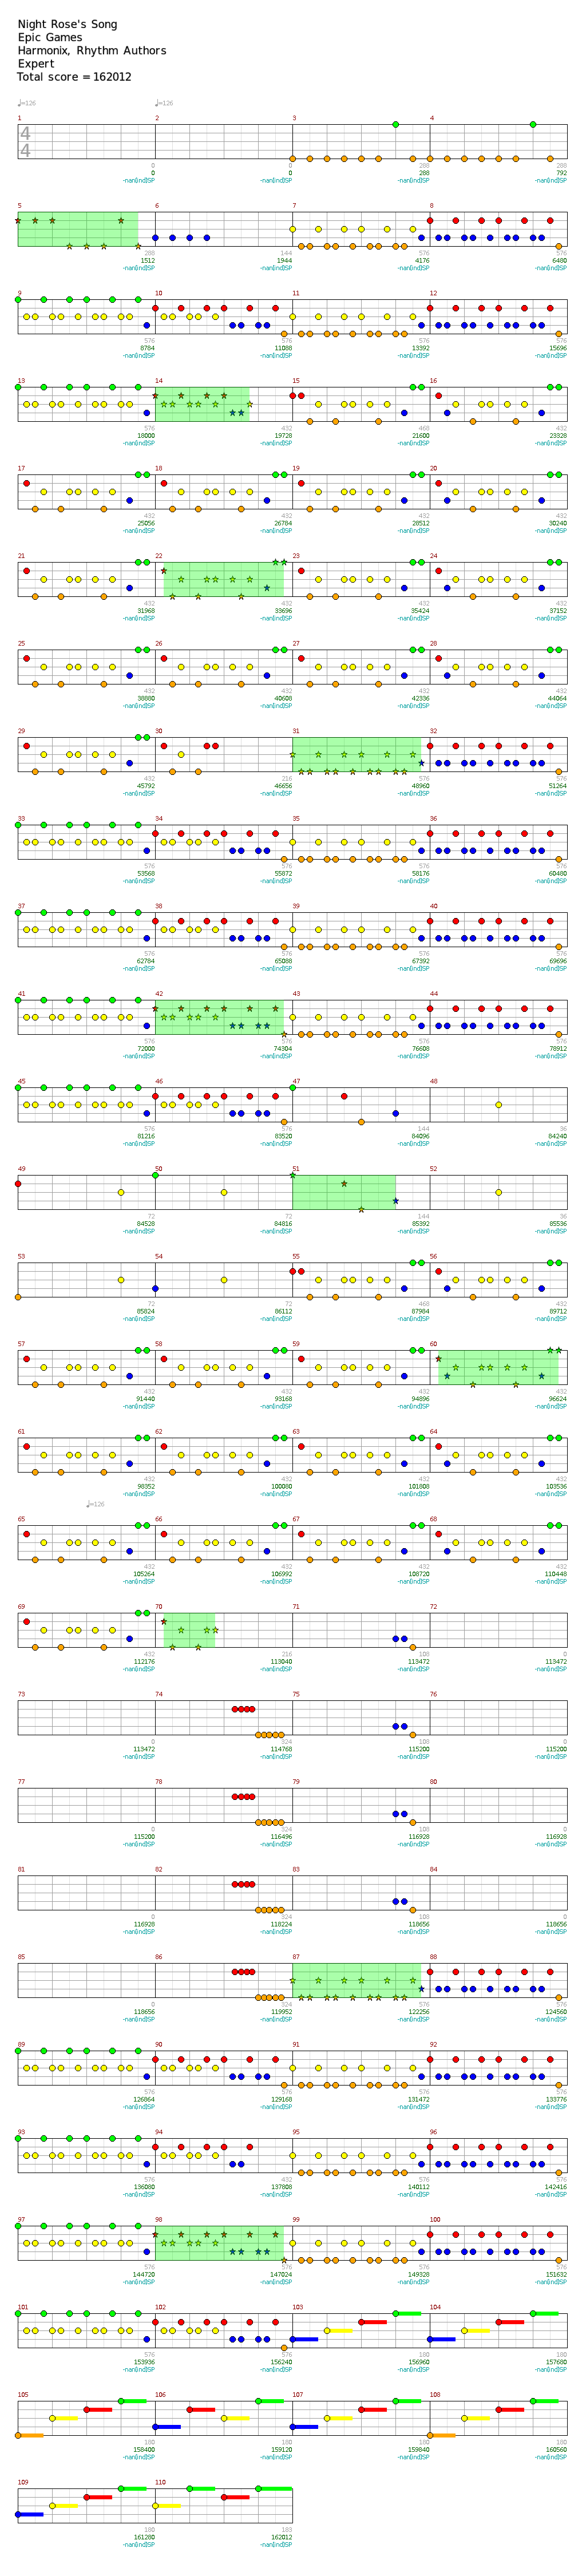 Night Rose's Song
Epic Games
Harmonix, Rhythm Authors
Expert
Total score = 162012
♩=126 ♩=126
1 2 3 4
4
4
0 0 288 288
0 0 288 792
-nan(ind)SP -nan(ind)SP -nan(ind)SP -nan(ind)SP
5 6 7 8
288 144 576 576
1512 1944 4176 6480
-nan(ind)SP -nan(ind)SP -nan(ind)SP -nan(ind)SP
9 10 11 12
576 576 576 576
8784 11088 13392 15696
-nan(ind)SP -nan(ind)SP -nan(ind)SP -nan(ind)SP
13 14 15 16
576 432 468 432
18000 19728 21600 23328
-nan(ind)SP -nan(ind)SP -nan(ind)SP -nan(ind)SP
17 18 19 20
432 432 432 432
25056 26784 28512 30240
-nan(ind)SP -nan(ind)SP -nan(ind)SP -nan(ind)SP
21 22 23 24
432 432 432 432
31968 33696 35424 37152
-nan(ind)SP -nan(ind)SP -nan(ind)SP -nan(ind)SP
25 26 27 28
432 432 432 432
38880 40608 42336 44064
-nan(ind)SP -nan(ind)SP -nan(ind)SP -nan(ind)SP
29 30 31 32
432 216 576 576
45792 46656 48960 51264
-nan(ind)SP -nan(ind)SP -nan(ind)SP -nan(ind)SP
33 34 35 36
576 576 576 576
53568 55872 58176 60480
-nan(ind)SP -nan(ind)SP -nan(ind)SP -nan(ind)SP
37 38 39 40
576 576 576 576
62784 65088 67392 69696
-nan(ind)SP -nan(ind)SP -nan(ind)SP -nan(ind)SP
41 42 43 44
576 576 576 576
72000 74304 76608 78912
-nan(ind)SP -nan(ind)SP -nan(ind)SP -nan(ind)SP
45 46 47 48
576 576 144 36
81216 83520 84096 84240
-nan(ind)SP -nan(ind)SP -nan(ind)SP -nan(ind)SP
49 50 51 52
72 72 144 36
84528 84816 85392 85536
-nan(ind)SP -nan(ind)SP -nan(ind)SP -nan(ind)SP
53 54 55 56
72 72 468 432
85824 86112 87984 89712
-nan(ind)SP -nan(ind)SP -nan(ind)SP -nan(ind)SP
57 58 59 60
432 432 432 432
91440 93168 94896 96624
-nan(ind)SP -nan(ind)SP -nan(ind)SP -nan(ind)SP
61 62 63 64
432 432 432 432
98352 100080 101808 103536
-nan(ind)SP -nan(ind)SP -nan(ind)SP -nan(ind)SP
♩=126
65 66 67 68
432 432 432 432
105264 106992 108720 110448
-nan(ind)SP -nan(ind)SP -nan(ind)SP -nan(ind)SP
69 70 71 72
432 216 108 0
112176 113040 113472 113472
-nan(ind)SP -nan(ind)SP -nan(ind)SP -nan(ind)SP
73 74 75 76
0 324 108 0
113472 114768 115200 115200
-nan(ind)SP -nan(ind)SP -nan(ind)SP -nan(ind)SP
77 78 79 80
0 324 108 0
115200 116496 116928 116928
-nan(ind)SP -nan(ind)SP -nan(ind)SP -nan(ind)SP
81 82 83 84
0 324 108 0
116928 118224 118656 118656
-nan(ind)SP -nan(ind)SP -nan(ind)SP -nan(ind)SP
85 86 87 88
0 324 576 576
118656 119952 122256 124560
-nan(ind)SP -nan(ind)SP -nan(ind)SP -nan(ind)SP
89 90 91 92
576 576 576 576
126864 129168 131472 133776
-nan(ind)SP -nan(ind)SP -nan(ind)SP -nan(ind)SP
93 94 95 96
576 432 576 576
136080 137808 140112 142416
-nan(ind)SP -nan(ind)SP -nan(ind)SP -nan(ind)SP
97 98 99 100
576 576 576 576
144720 147024 149328 151632
-nan(ind)SP -nan(ind)SP -nan(ind)SP -nan(ind)SP
101 102 103 104
576 576 180 180
153936 156240 156960 157680
-nan(ind)SP -nan(ind)SP -nan(ind)SP -nan(ind)SP
105 106 107 108
180 180 180 180
158400 159120 159840 160560
-nan(ind)SP -nan(ind)SP -nan(ind)SP -nan(ind)SP
109 110
180 183
161280 162012
-nan(ind)SP -nan(ind)SP